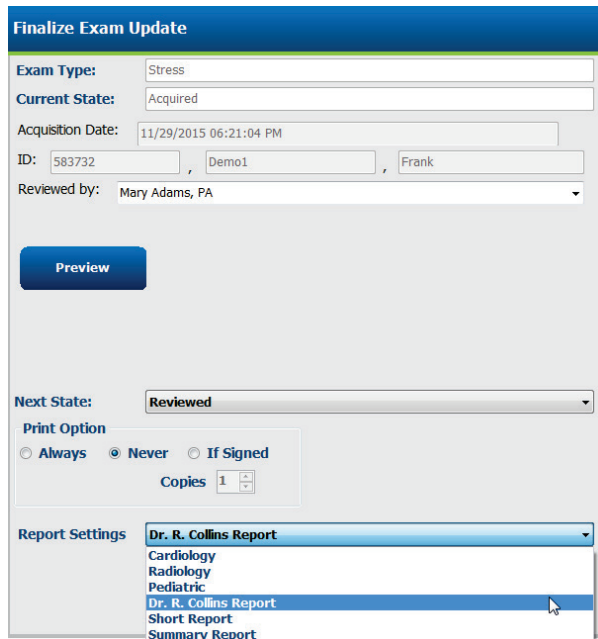 Finalize Exam Update
Exam Type: Stress
Current State: Acquired
Acquisition Date: 11/29/2015 06:21:04 PM
ID: 583732 , Demo1 , Frank
Reviewed by: Mary Adams, PA
Preview
Next State: Reviewed
Print Option
Always Never If Signed
Copies 1
Report Settings Dr. R. Collins Report
Cardiology
Radiology
Pediatric
Dr. R. Collins Report
Short Report
Summary Report